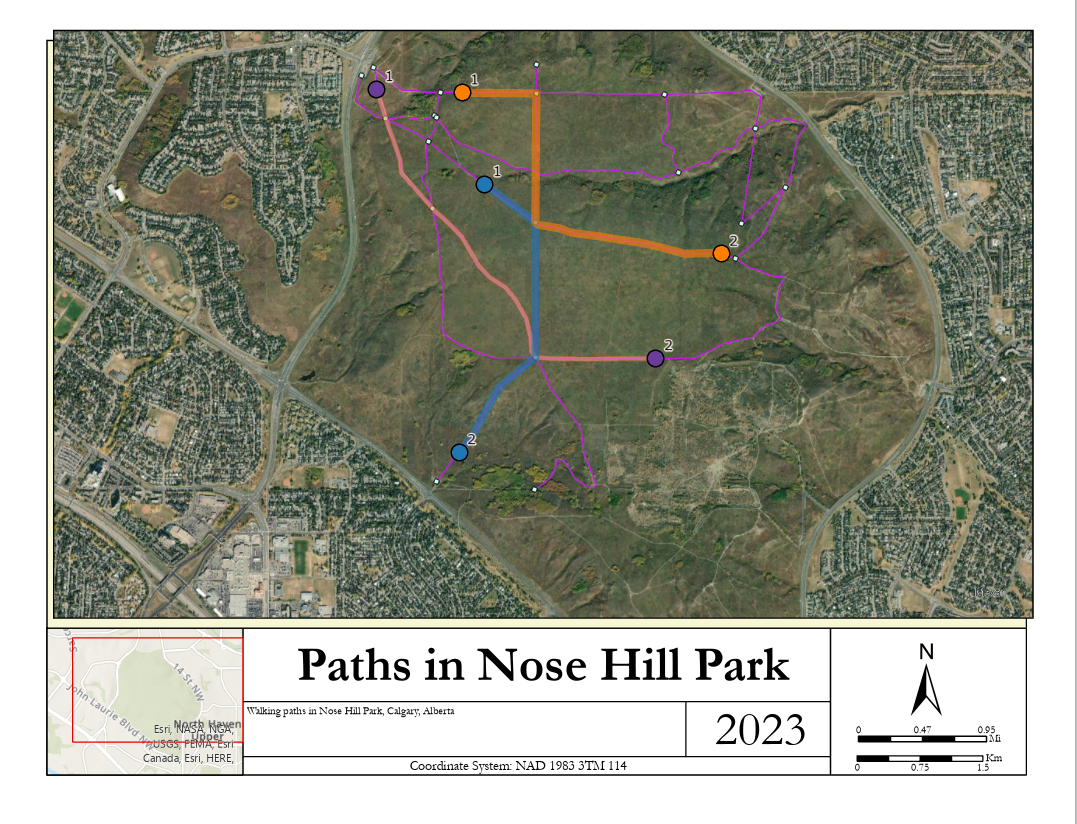 1
1
1
2
2
2
Paths in Nose Hill Park
Walking paths in Nose Hill Park, Calgary, Alberta
2023
Coordinate System: NAD 1983 3TM 114
14 St NW
John Laurie Blvd NW
North Haven
Upper
Esri, NASA, NGA,
USGS, FEMA, Esri
Canada, Esri, HERE,
N
0 0.47 0.95
Mi
Km
0 0.75 1.5